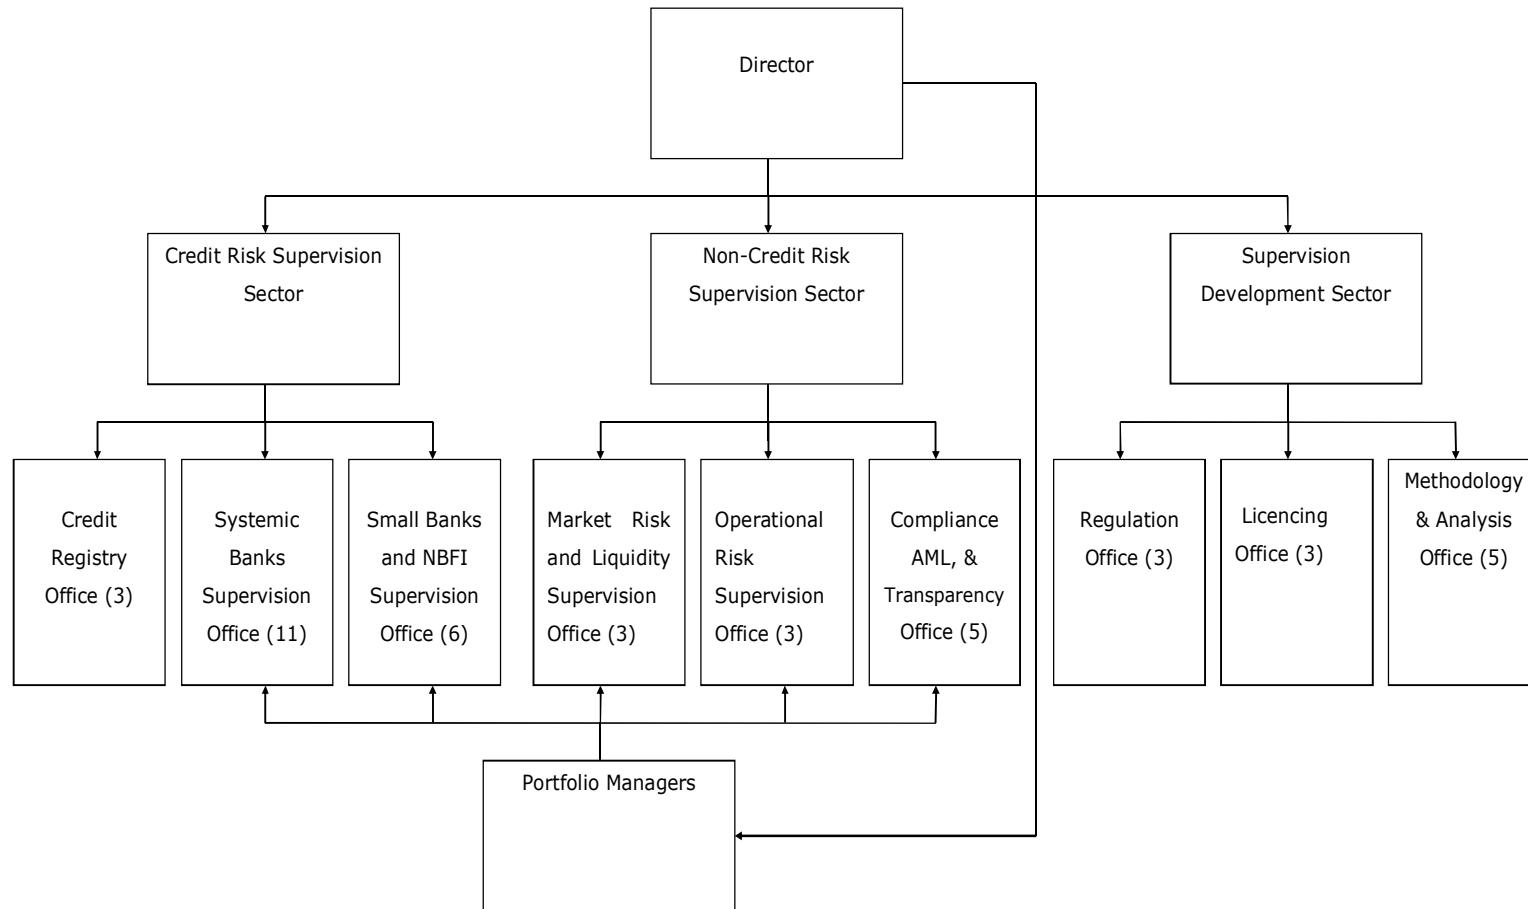 Director
Credit Risk Supervision
Sector
Non-Credit Risk
Supervision Sector
Supervision
Development Sector
Credit
Registry
Office (3)
Systemic
Banks
Supervision
Office (11)
Small Banks
and NBFI
Supervision
Office (6)
Market Risk
and Liquidity
Supervision
Office (3)
Operational
Risk
Supervision
Office (3)
Compliance
AML, &
Transparency
Office (5)
Regulation
Office (3)
Licencing
Office (3)
Methodology
& Analysis
Office (5)
Portfolio Managers